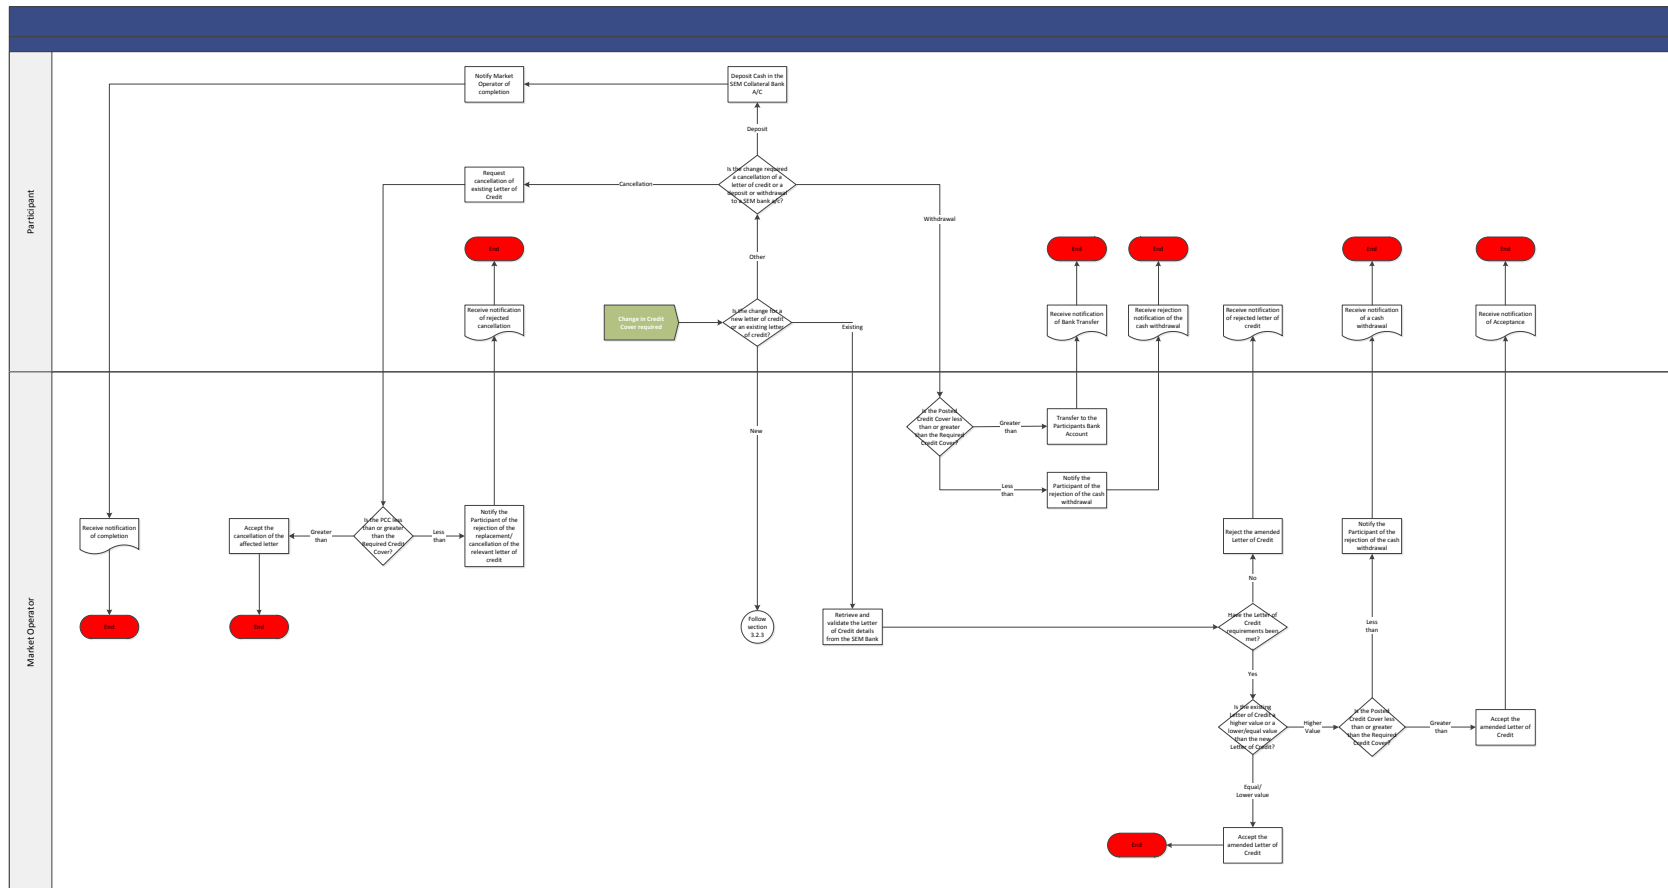 Participant
Notify Market
Operator of
completion
Deposit Cash in the
SEM Collateral Bank
A/C
Deposit
Request
cancellation of
existing Letter of
Credit
Cancellation
Is the change required
a cancellation of a
letter of credit or a
deposit or withdrawal
to a SEM bank a/c?
Withdrawal
End
End
End
End
End
Other
Receive notification
of rejected
cancellation
Change in Credit
Cover required
Is the change for a
new letter of credit
or an existing letter
of credit?
Existing
Receive notification
of Bank Transfer
Receive rejection
notification of the
cash withdrawal
Receive notification
of rejected letter of
credit
Receive notification
of a cash
withdrawal
Receive notification
of Acceptance
Market Operator
New
Is the Posted
Credit Cover less
than or greater
than the Required
Credit Cover?
Greater
than
Transfer to the
Participants Bank
Account
Less
than
Notify the
Participant of the
rejection of the cash
withdrawal
Receive notification
of completion
Accept the
cancellation of the
affected letter
Greater
than
Is the PCC less
than or greater
than the
Required Credit
Cover?
Less
than
Notify the
Participant of the
rejection of the
replacement/
cancellation of the
relevant letter of
credit
Reject the amended
Letter of Credit
Notify the
Participant of the
rejection of the cash
withdrawal
No
End
End
Follow
section
3.2.3
Retrieve and
validate the Letter
of Credit details
from the SEM Bank
Have the Letter of
Credit
requirements been
met?
Less
than
Yes
Is the existing
Letter of Credit a
higher value or a
lower/equal value
than the new
Letter of Credit?
Higher
Value
Is the Posted
Credit Cover less
than or greater
than the Required
Credit Cover?
Greater
than
Accept the
amended Letter of
Credit
Equal/
Lower value
End
Accept the
amended Letter of
Credit